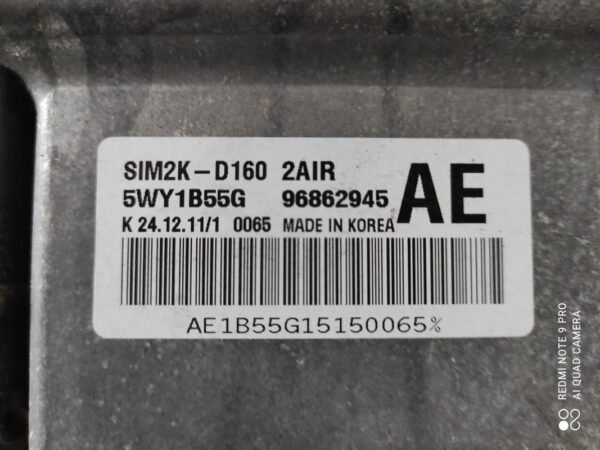 SIM2K-D160 2AIR
5WY1B55G 96862945 AE
K 24.12.11/1 0065 MADE IN KOREA
AE1B55G15150065%
REDMI NOTE 9 PRO
AI QUAD CAMERA